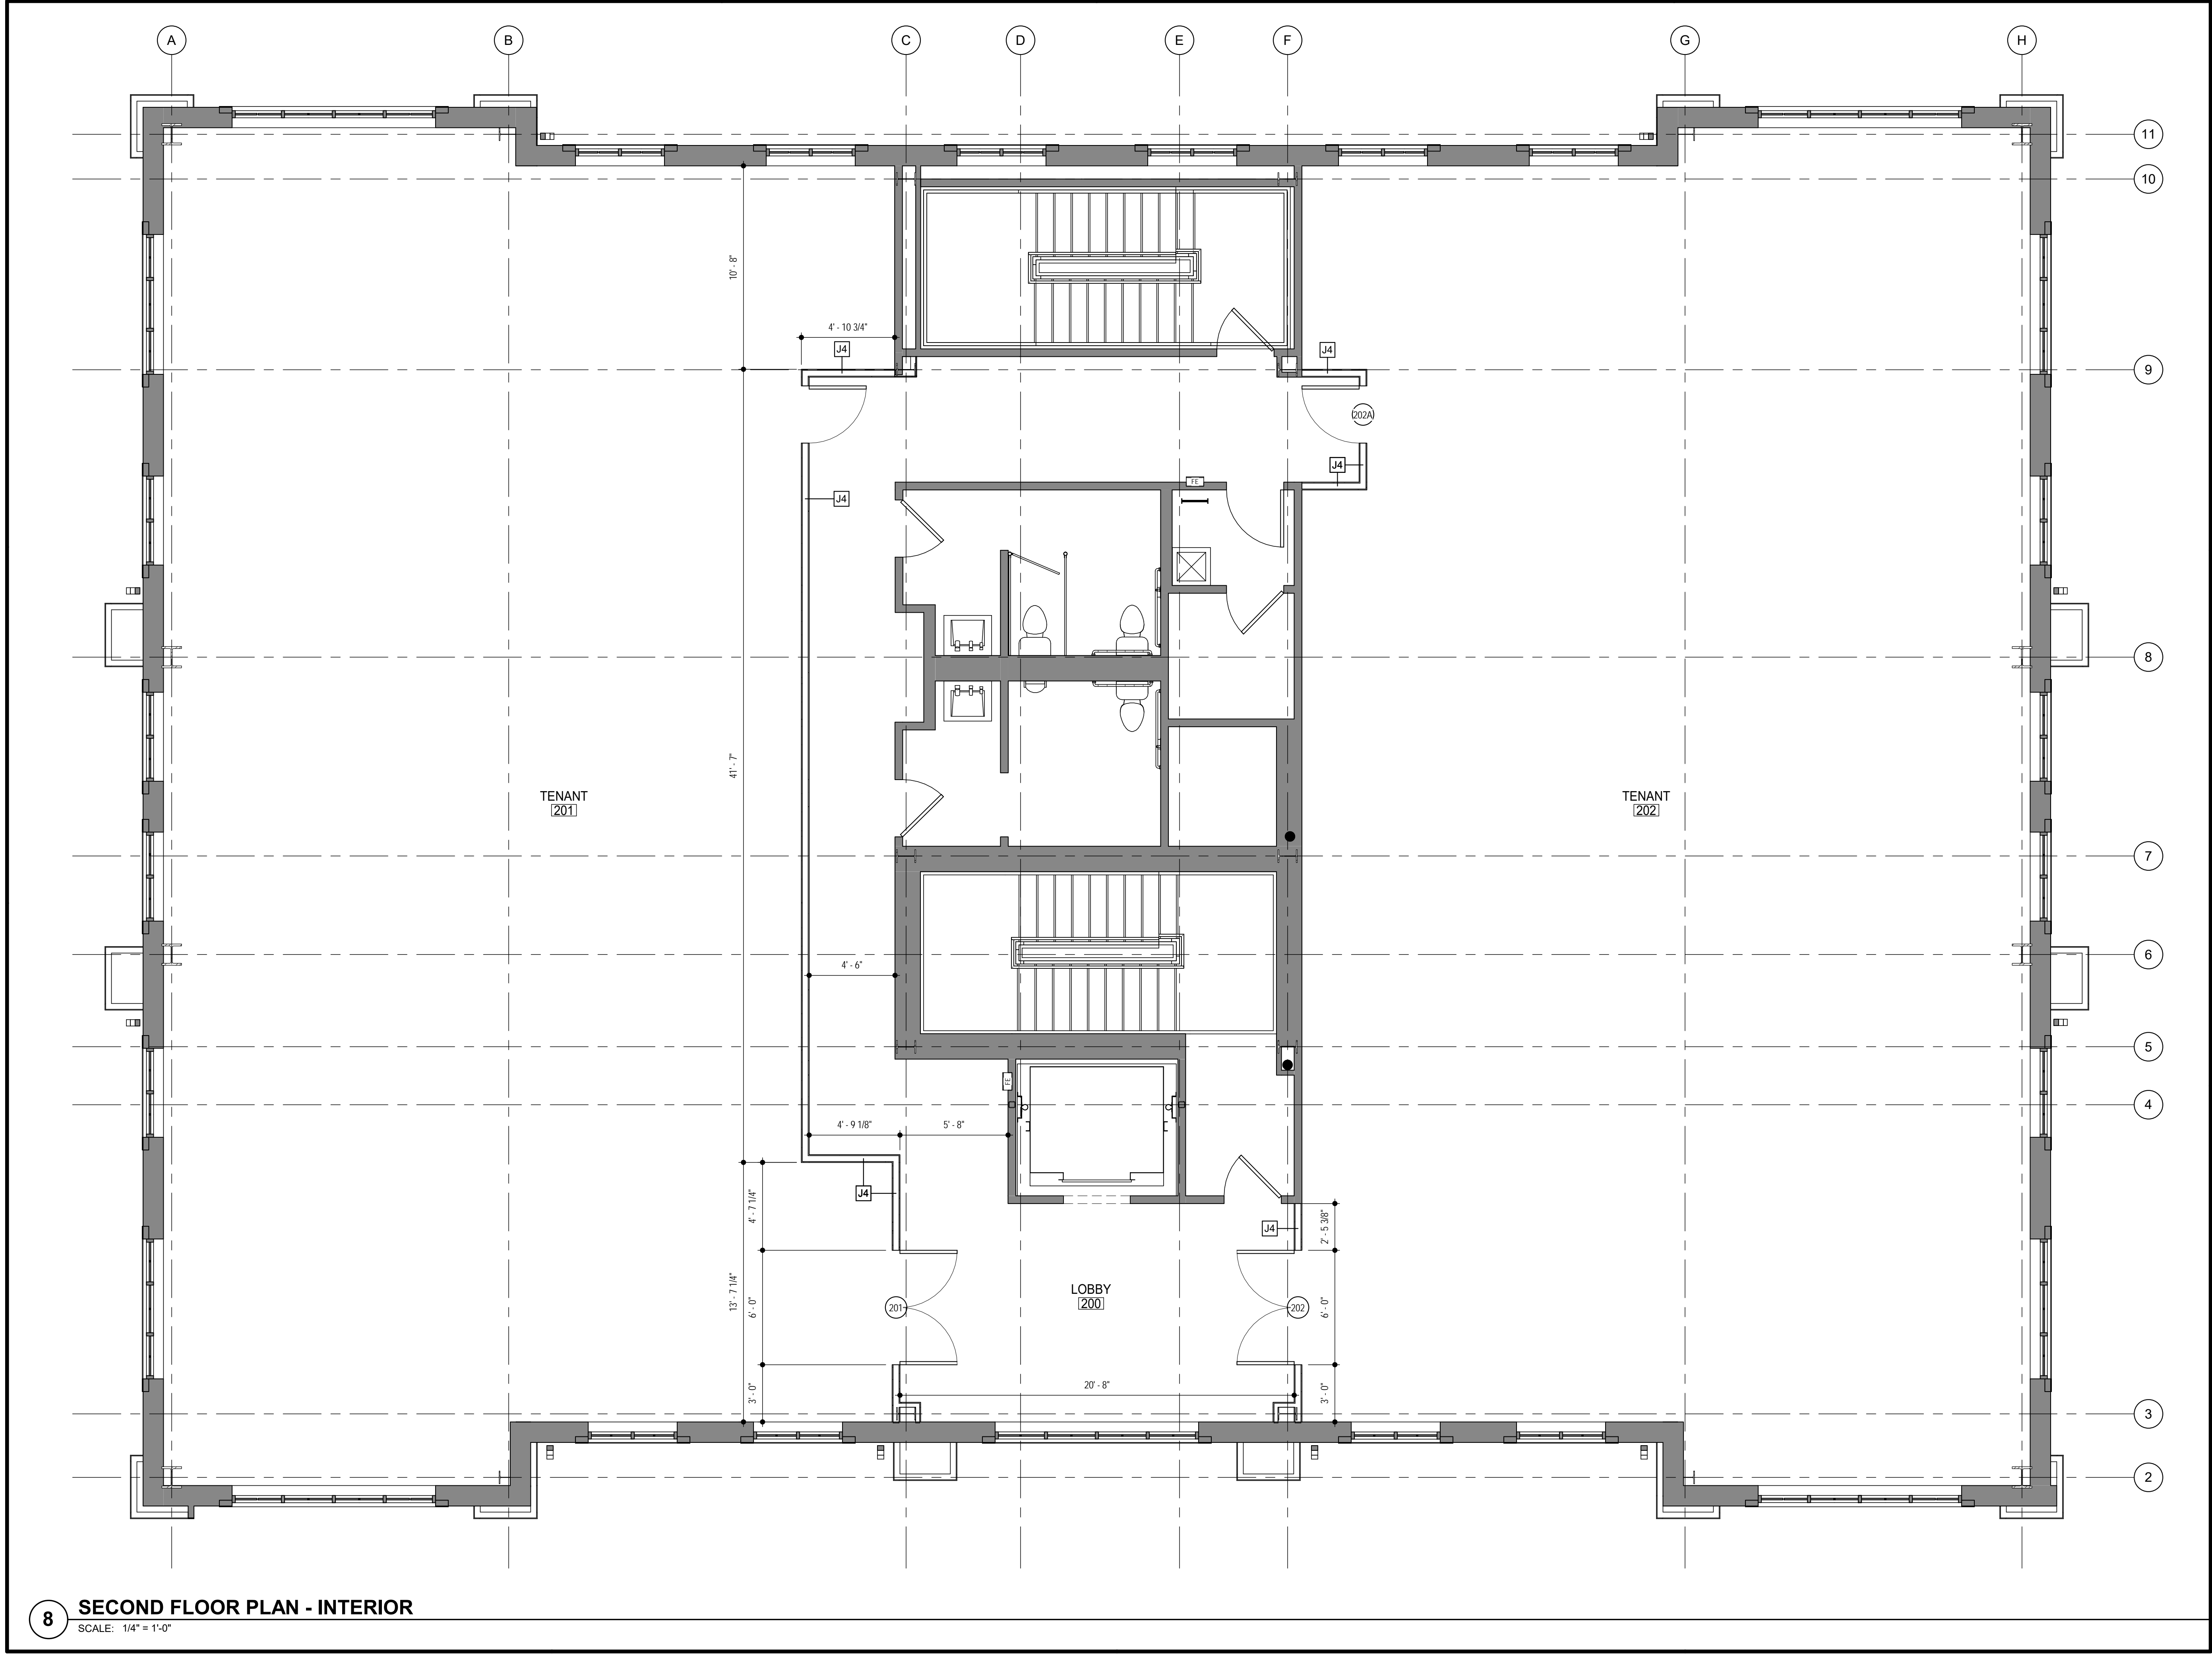 A
B
C
D
E
F
G
H
11
10
10' - 8"
4' - 10 3/4"
J4
J4
9
202A
J4
FE
J4
8
41' - 7"
TENANT
201
TENANT
202
7
6
4' - 6"
5
FE
4
4' - 9 1/8"
5' - 8"
J4
4' - 7 1/4"
J4
2' - 5 3/8"
LOBBY
200
13' - 7 1/4"
6' - 0"
201
202
6' - 0"
20' - 8"
3' - 0"
3' - 0"
3
2
8
SECOND FLOOR PLAN - INTERIOR
SCALE: 1/4" = 1'-0"